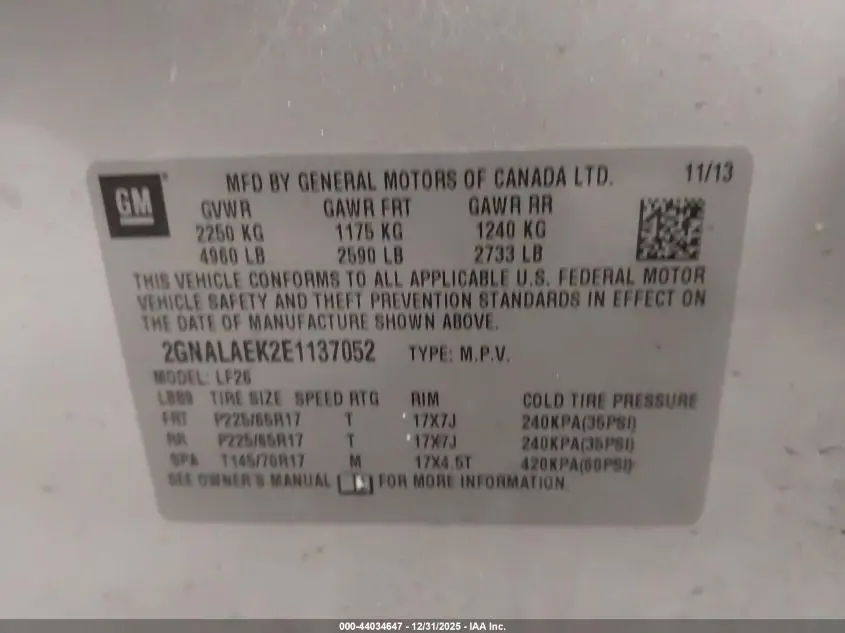 GM
MFD BY GENERAL MOTORS OF CANADA LTD. 11/13
GVWR GAWR FRT GAWR RR
2250 KG 1175 KG 1240 KG
4960 LB 2590 LB 2733 LB
THIS VEHICLE CONFORMS TO ALL APPLICABLE U.S. FEDERAL MOTOR
VEHICLE SAFETY AND THEFT PREVENTION STANDARDS IN EFFECT ON
THE DATE OF MANUFACTURE SHOWN ABOVE.
2GNALAEK2E1137052 TYPE: M.P.V.
MODEL: LF26
TIRE SIZE SPEED RTG RIM COLD TIRE PRESSURE
FRT P225/65R17 T 17X7J 240KPA(35PSI)
RR P225/65R17 T 17X7J 240KPA(35PSI)
SPA T145/70R17 M 17X4.5T 420KPA(60PSI)
SEE OWNER'S MANUAL FOR MORE INFORMATION.
000-44034647 - 12/31/2025 - IAA Inc.